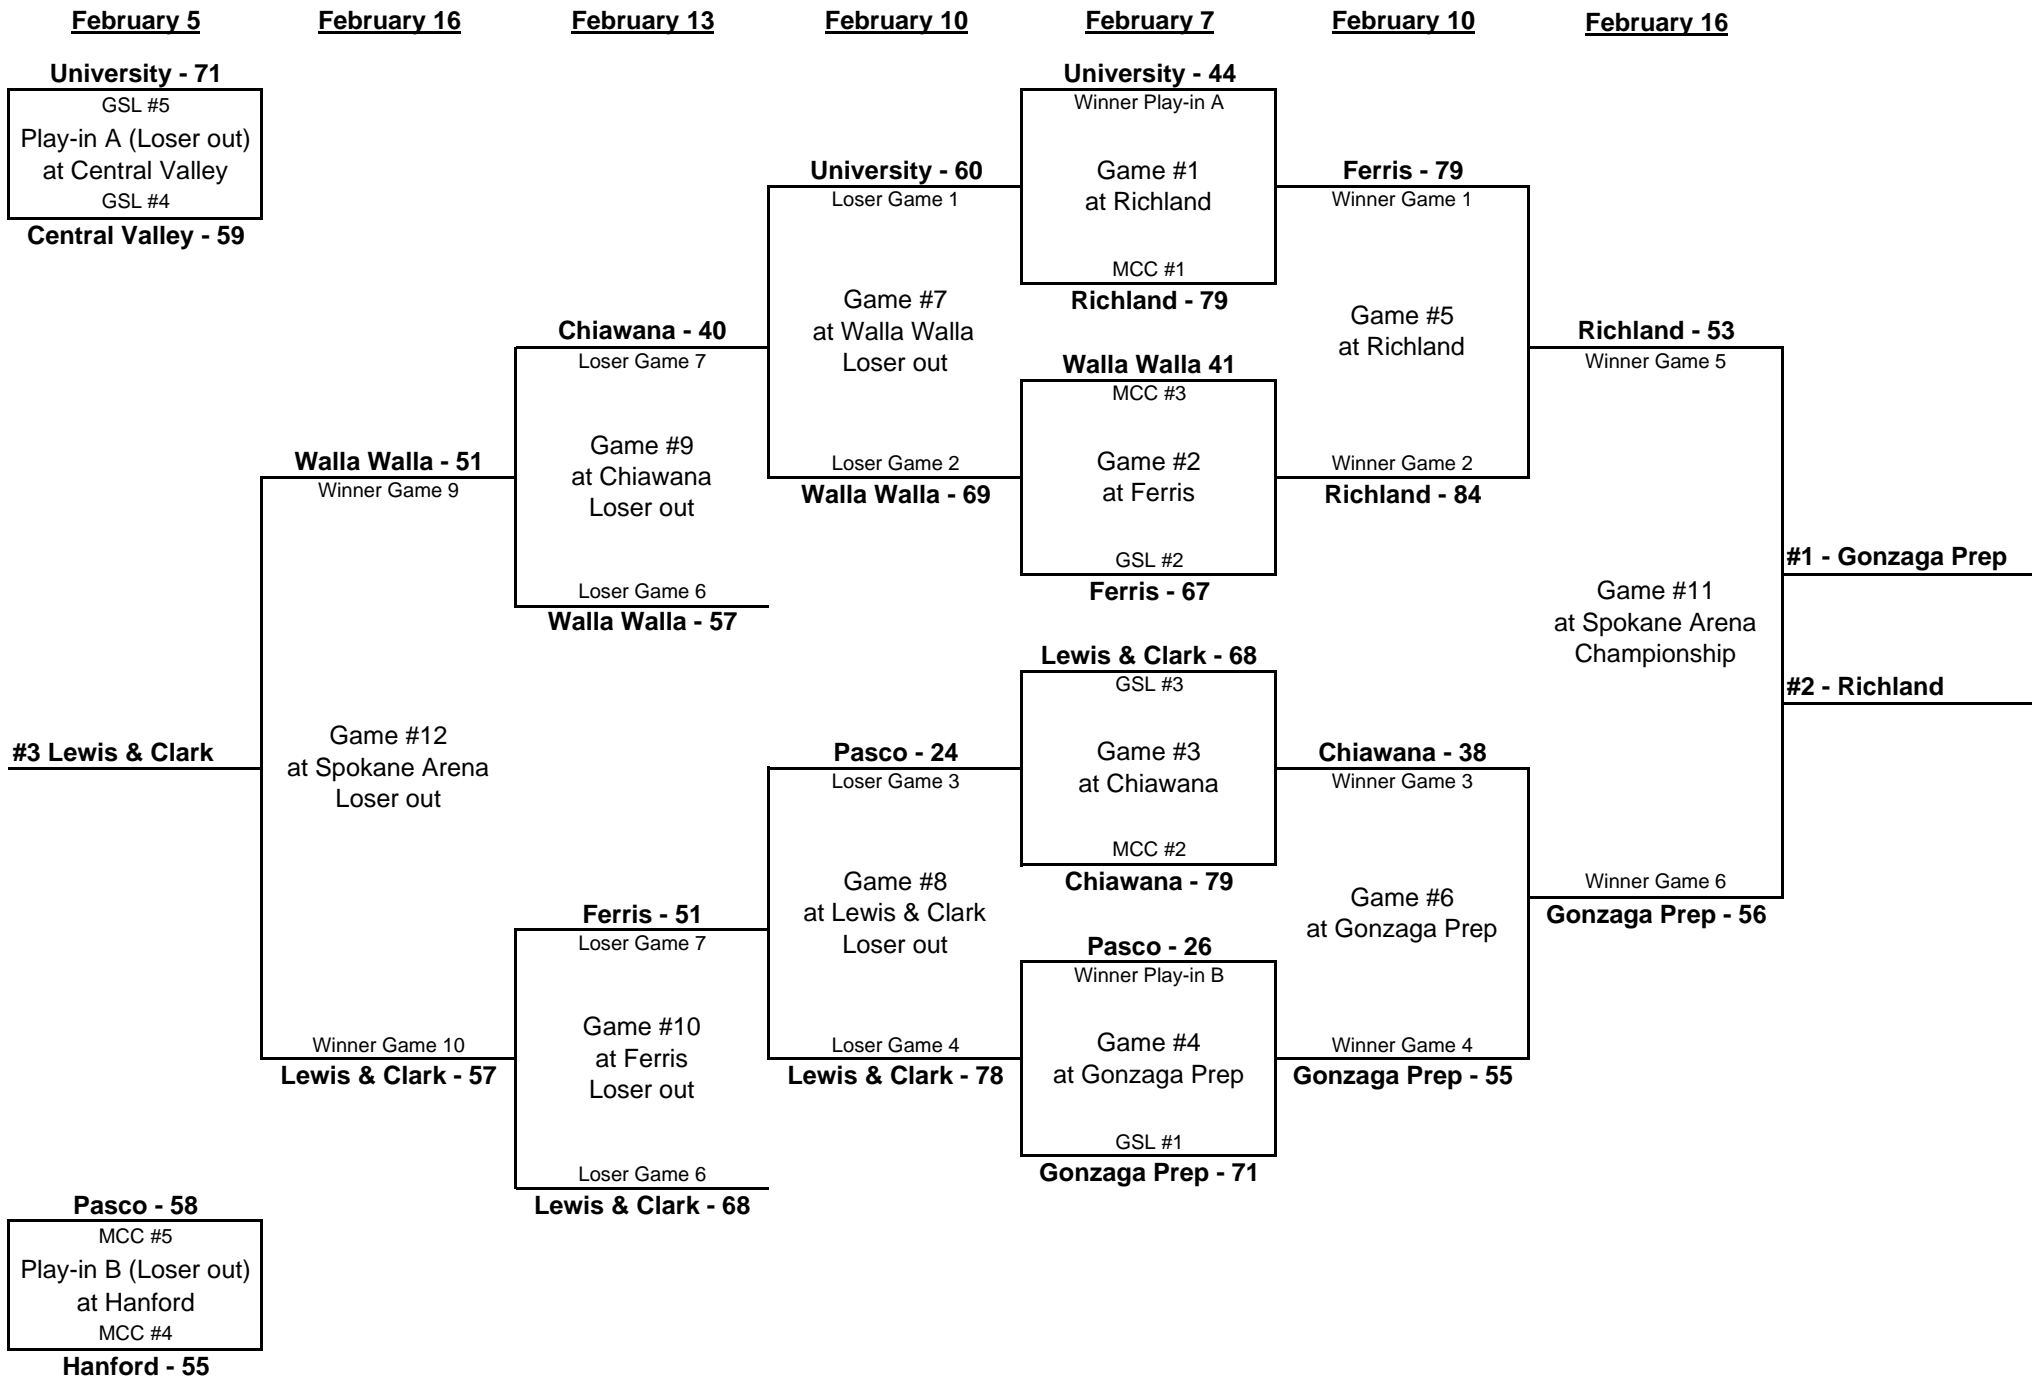 February 5
February 16
February 13
February 10
February 7
February 10
February 16
University - 71
GSL #5
Play-in A (Loser out)
at Central Valley
GSL #4
Central Valley - 59
University - 44
Winner Play-in A
Game #1
at Richland
MCC #1
Richland - 79
University - 60
Loser Game 1
Game #7
at Walla Walla
Loser out
Loser Game 2
Walla Walla - 69
Ferris - 79
Winner Game 1
Game #5
at Richland
Winner Game 2
Richland - 84
Walla Walla 41
MCC #3
Game #2
at Ferris
GSL #2
Ferris - 67
Chiawana - 40
Loser Game 7
Game #9
at Chiawana
Loser out
Loser Game 6
Walla Walla - 57
Richland - 53
Winner Game 5
Game #11
at Spokane Arena
Championship
Winner Game 6
Gonzaga Prep - 56
#1 - Gonzaga Prep
#2 - Richland
Walla Walla - 51
Winner Game 9
Game #12
at Spokane Arena
Loser out
Winner Game 10
Lewis & Clark - 57
#3 Lewis & Clark
Lewis & Clark - 68
GSL #3
Game #3
at Chiawana
MCC #2
Chiawana - 79
Pasco - 24
Loser Game 3
Game #8
at Lewis & Clark
Loser out
Loser Game 4
Lewis & Clark - 78
Chiawana - 38
Winner Game 3
Game #6
at Gonzaga Prep
Winner Game 4
Gonzaga Prep - 55
Pasco - 26
Winner Play-in B
Game #4
at Gonzaga Prep
GSL #1
Gonzaga Prep - 71
Ferris - 51
Loser Game 7
Game #10
at Ferris
Loser out
Loser Game 6
Lewis & Clark - 68
Pasco - 58
MCC #5
Play-in B (Loser out)
at Hanford
MCC #4
Hanford - 55